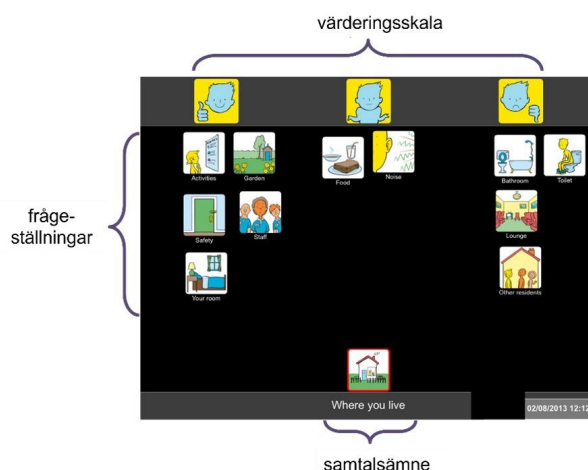 värderingsskala
Activities
Garden
Food
Noise
Bathroom
Toilet
fråge-
ställningar
Safety
Staff
Lounge
Your room
Other residents
Where you live
02/08/2013 12:12
samtalsämne